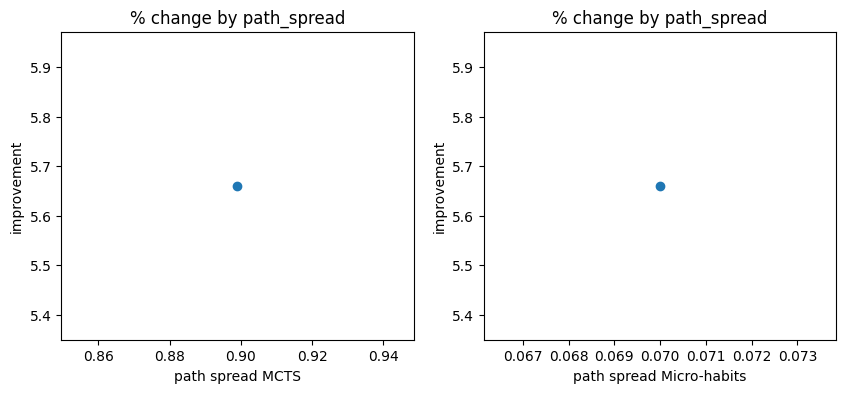 % change by path_spread
improvement
5.9
5.8
5.7
5.6
5.5
5.4
0.86 0.88 0.90 0.92 0.94
path spread MCTS
% change by path_spread
improvement
5.9
5.8
5.7
5.6
5.5
5.4
0.067 0.068 0.069 0.070 0.071 0.072 0.073
path spread Micro-habits